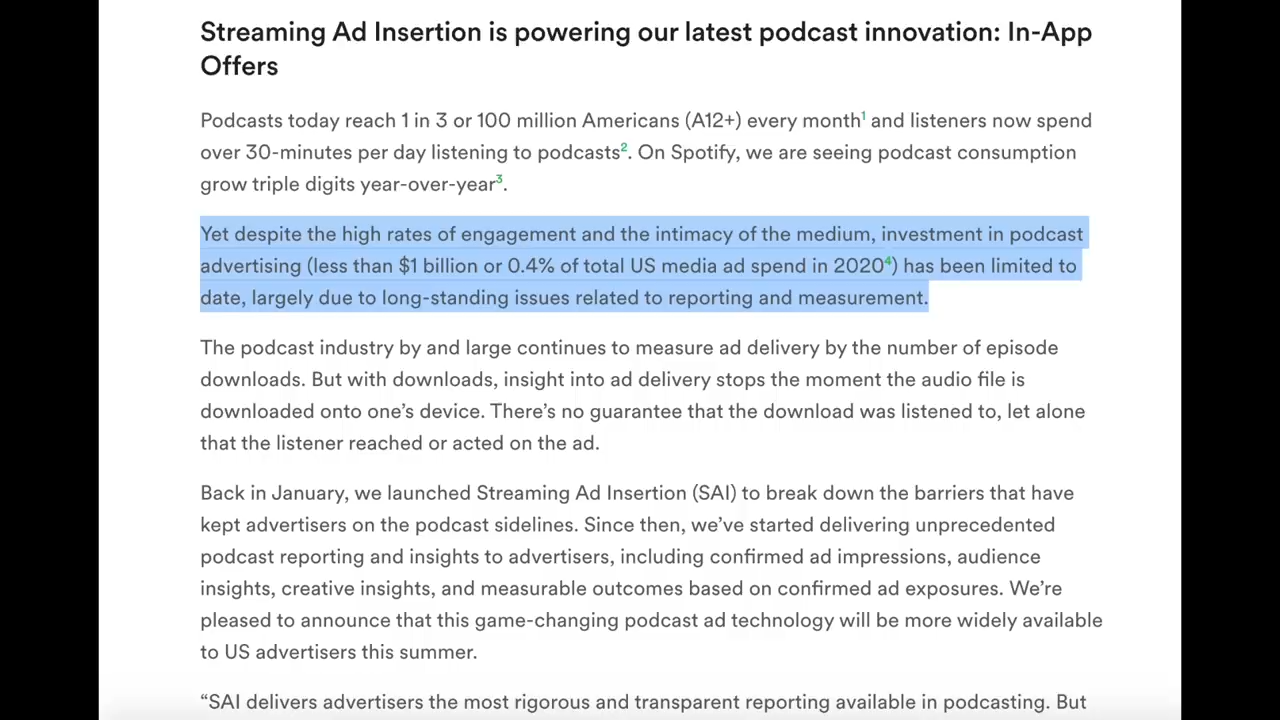 Streaming Ad Insertion is powering our latest podcast innovation: In-App
Offers
Podcasts today reach 1 in 3 or 100 million Americans (A12+) every month1 and listeners now spend
over 30-minutes per day listening to podcasts2. On Spotify, we are seeing podcast consumption
grow triple digits year-over-year3.
Yet despite the high rates of engagement and the intimacy of the medium, investment in podcast
advertising (less than $1 billion or 0.4% of total US media ad spend in 20204) has been limited to
date, largely due to long-standing issues related to reporting and measurement.
The podcast industry by and large continues to measure ad delivery by the number of episode
downloads. But with downloads, insight into ad delivery stops the moment the audio file is
downloaded onto one’s device. There’s no guarantee that the download was listened to, let alone
that the listener reached or acted on the ad.
Back in January, we launched Streaming Ad Insertion (SAI) to break down the barriers that have
kept advertisers on the podcast sidelines. Since then, we’ve started delivering unprecedented
podcast reporting and insights to advertisers, including confirmed ad impressions, audience
insights, creative insights, and measurable outcomes based on confirmed ad exposures. We’re
pleased to announce that this game-changing podcast ad technology will be more widely available
to US advertisers this summer.
“SAI delivers advertisers the most rigorous and transparent reporting available in podcasting. But